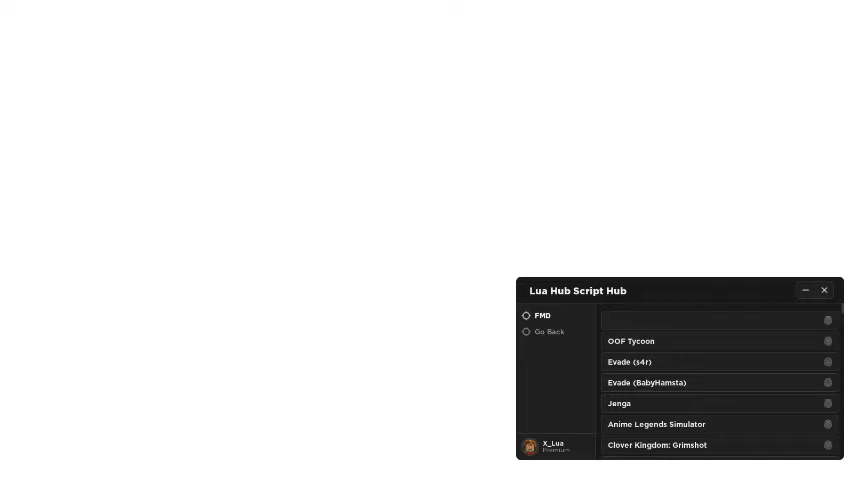 Lua Hub Script Hub
FMD
Go Back
OOF Tycoon
Evade (s4r)
Evade (BabyHamsta)
Jenga
Anime Legends Simulator
Clover Kingdom: Grimshot
X_Lua
Premium